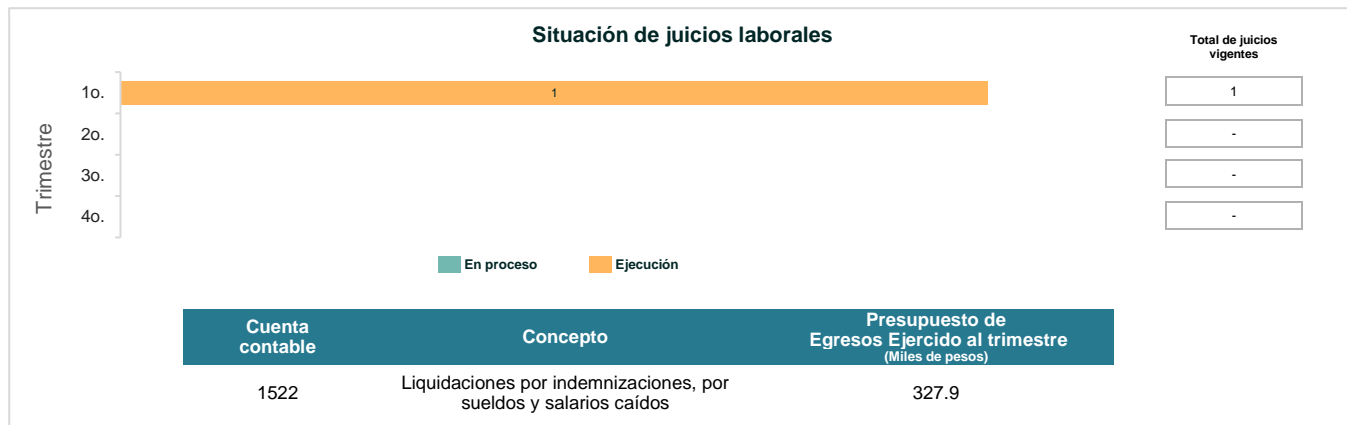 Situación de juicios laborales
Total de juicios
vigentes
Trimestre
1o.
1
1
2o.
-
3o.
-
4o.
-
En proceso
Ejecución
Cuenta
contable
Concepto
Presupuesto de
Egresos Ejercido al trimestre
(Miles de pesos)
1522
Liquidaciones por indemnizaciones, por
sueldos y salarios caídos
327.9